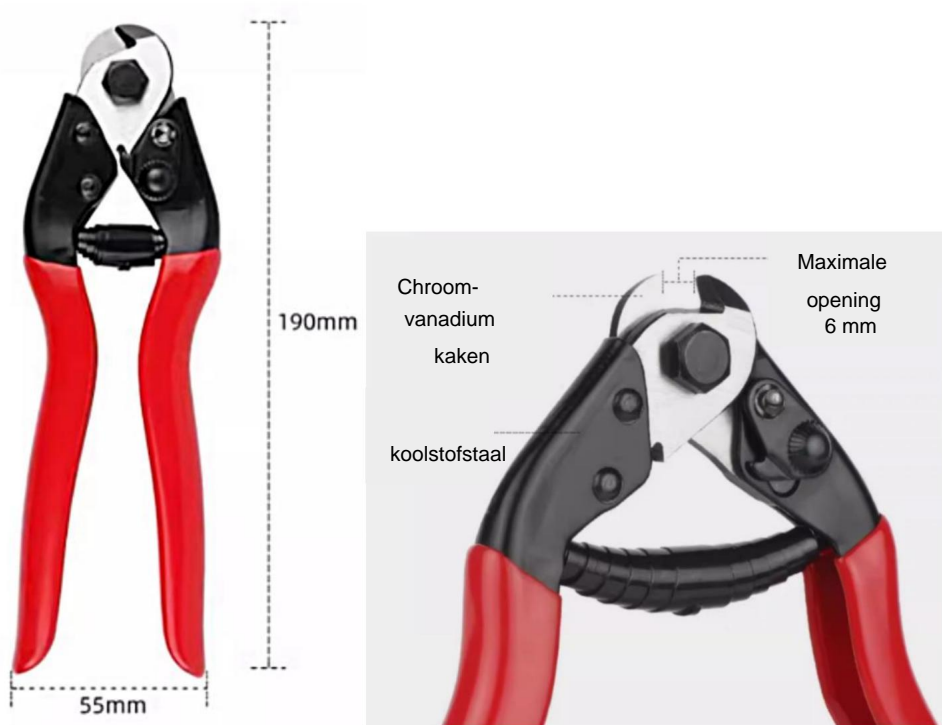 190mm
55mm
Chroom-
vanadium
kaken
Maximale
opening
6 mm
koolstofstaal